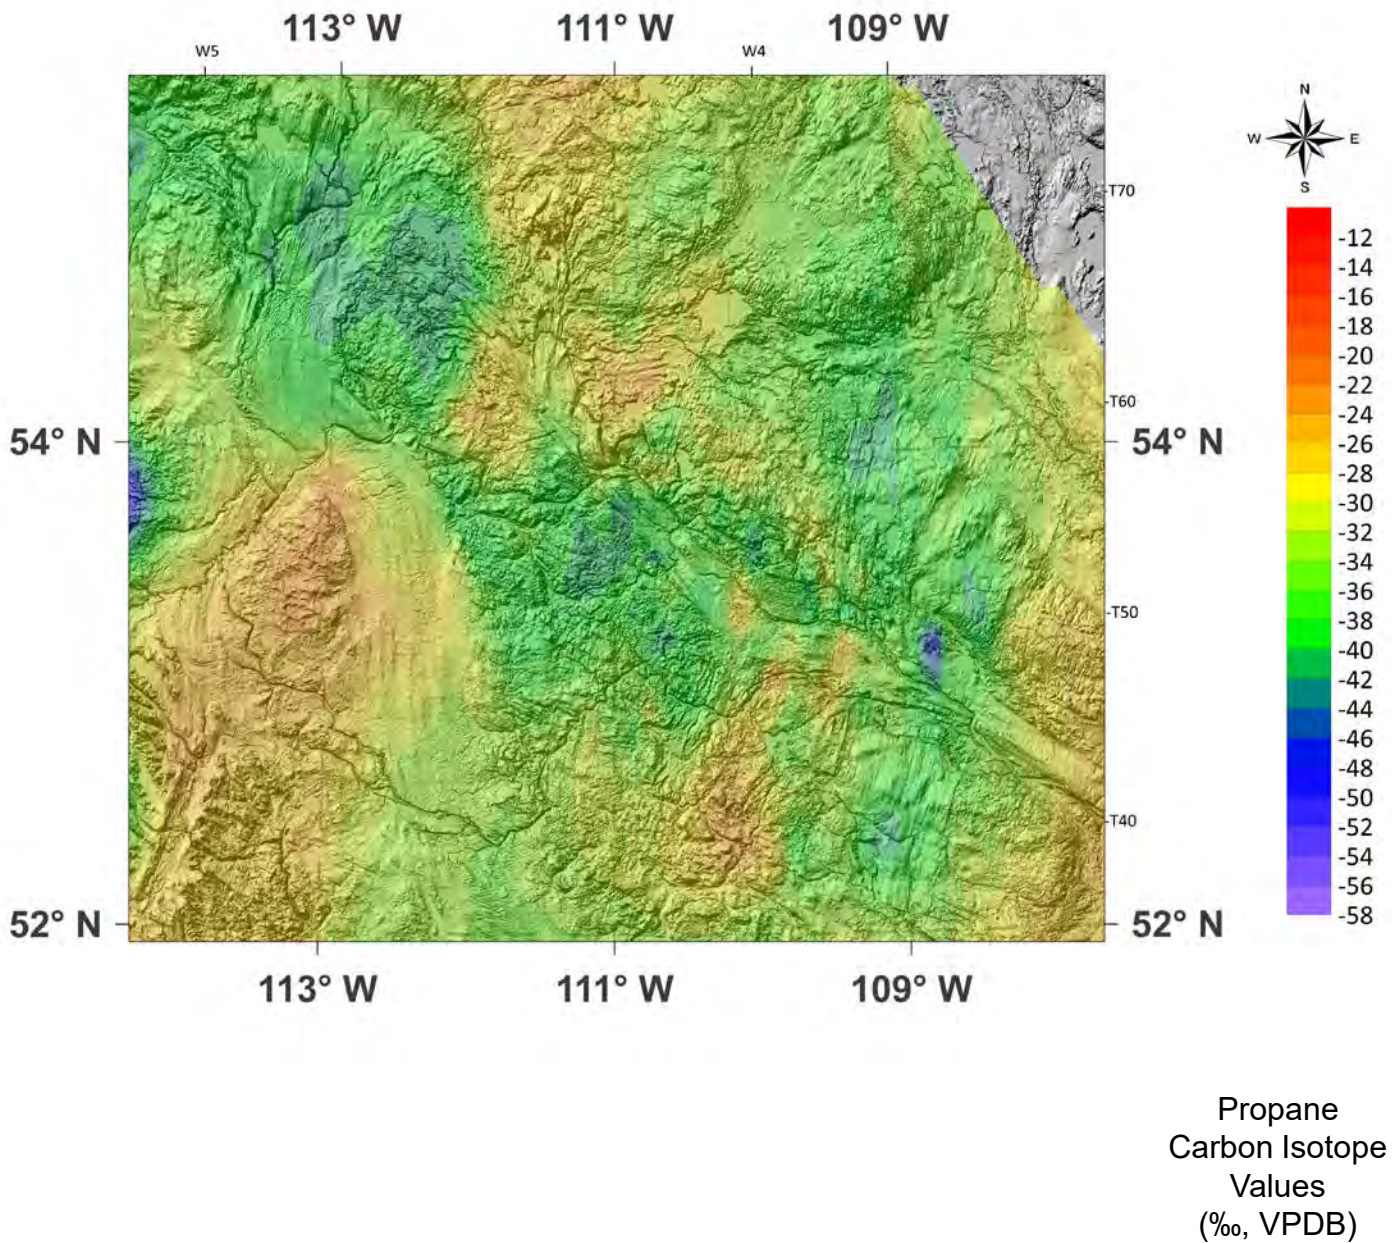 113° W 111° W 109° W
W5 W4
N
W E
S
T70
T60
54° N 54° N
T50
T40
52° N 52° N
113° W 111° W 109° W
-12
-14
-16
-18
-20
-22
-24
-26
-28
-30
-32
-34
-36
-38
-40
-42
-44
-46
-48
-50
-52
-54
-56
-58
Propane
Carbon Isotope
Values
(‰, VPDB)